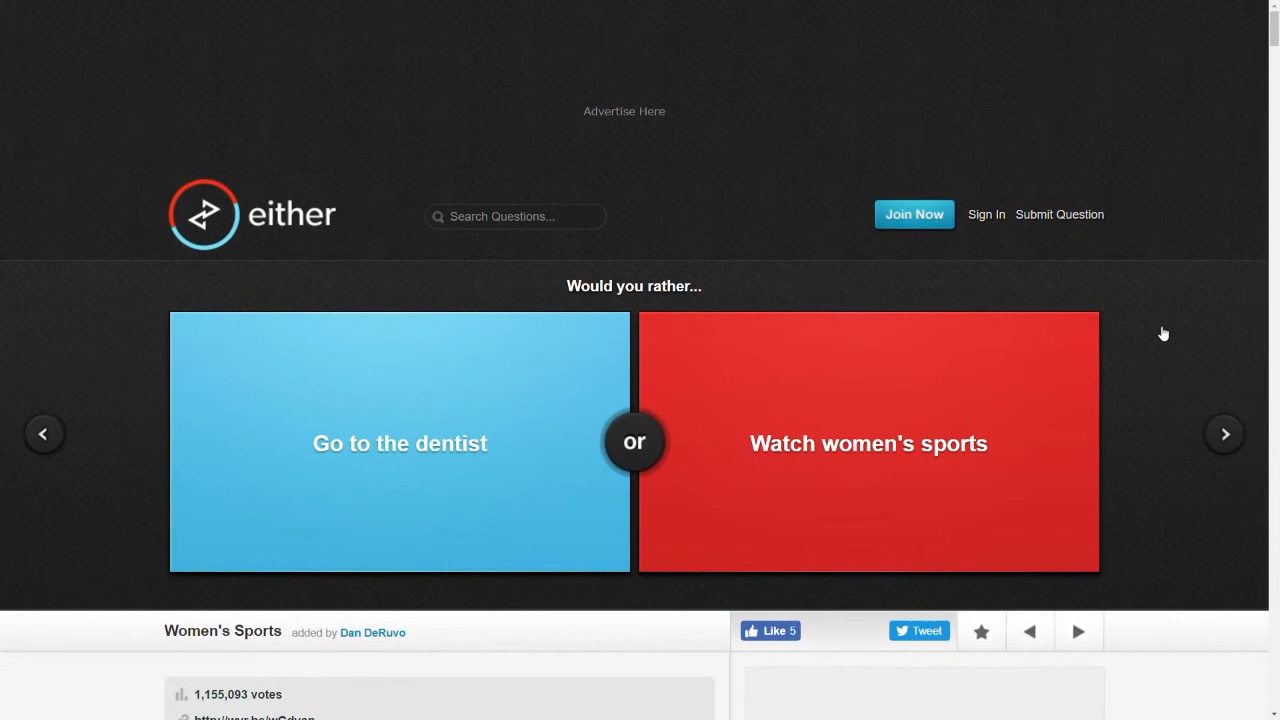 Advertise Here
either
Search Questions...
Join Now
Sign In
Submit Question
Would you rather...
Go to the dentist
or
Watch women's sports
Women's Sports added by Dan DeRuvo
Like 5
Tweet
1,155,093 votes